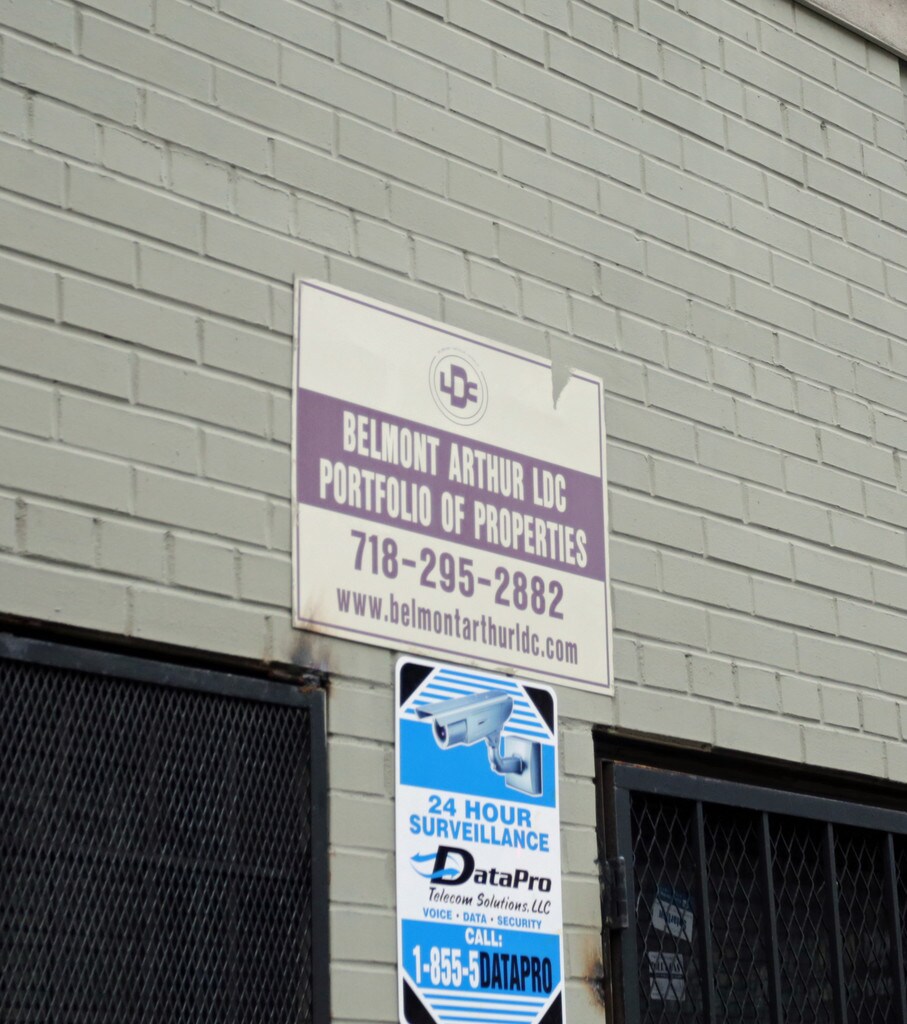 LDC
BELMONT ARTHUR LDC
PORTFOLIO OF PROPERTIES
718-295-2882
www.belmontarthurldc.com
24 HOUR
SURVEILLANCE
DataPro
Telecom Solutions, LLC
VOICE • DATA • SECURITY
CALL:
1-855-5DATAPRO